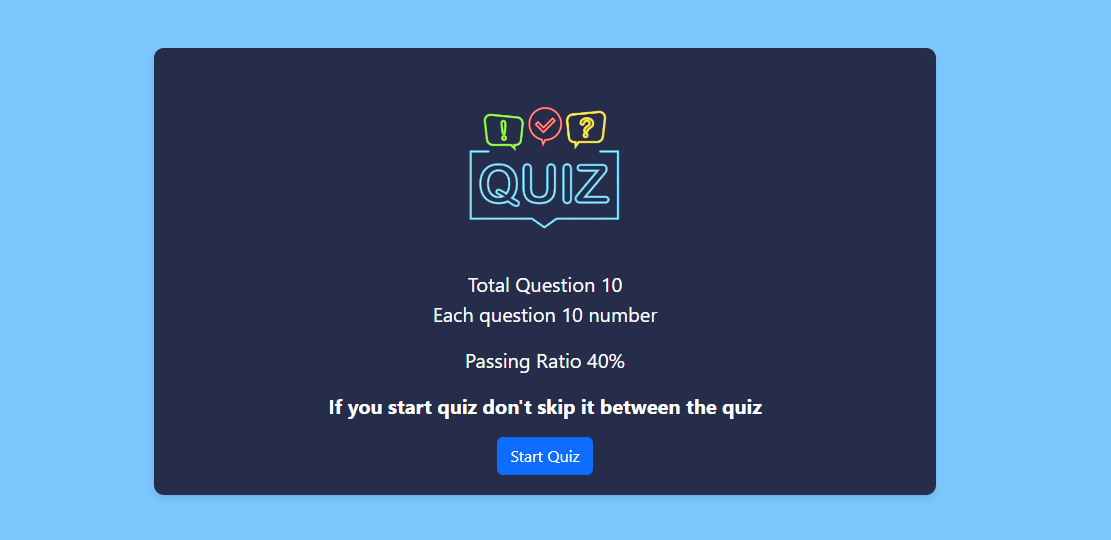 ! ?
QUIZ
Total Question 10
Each question 10 number
Passing Ratio 40%
If you start quiz don't skip it between the quiz
Start Quiz